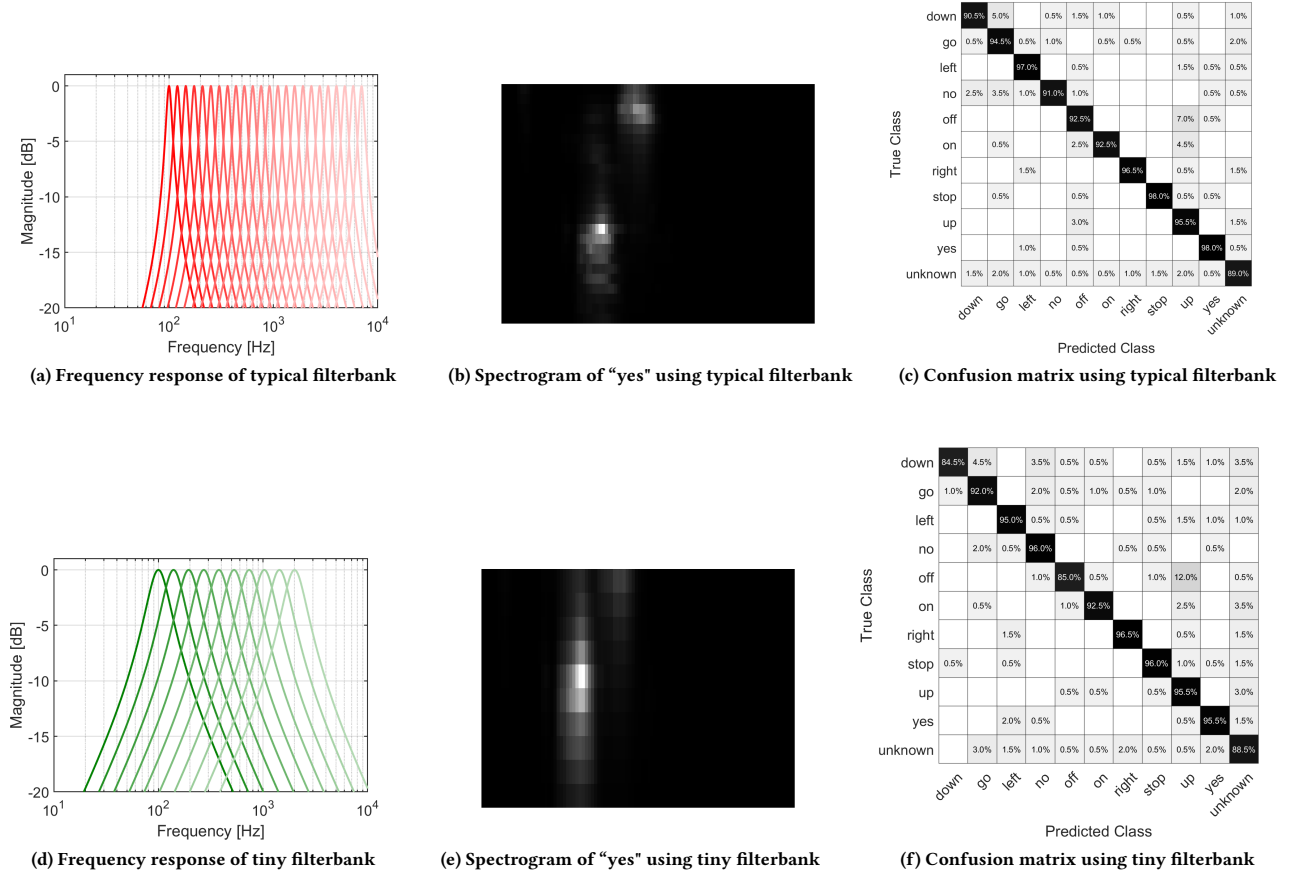 0
-5
-10
-15
-20
Magnitude [dB]
10^1 10^2 10^3 10^4
Frequency [Hz]
(a) Frequency response of typical filterbank
(b) Spectrogram of “yes" using typical filterbank
True Class
down 90.5% 5.0% 0.5% 1.5% 1.0% 0.5% 1.0%
go 0.5% 94.5% 0.5% 1.0% 0.5% 0.5% 0.5% 2.0%
left 97.0% 0.5% 1.5% 0.5% 0.5%
no 2.5% 3.5% 1.0% 91.0% 1.0% 0.5% 0.5%
off 92.5% 7.0% 0.5%
on 0.5% 2.5% 92.5% 4.5%
right 1.5% 96.5% 0.5% 1.5%
stop 0.5% 0.5% 98.0% 0.5% 0.5%
up 3.0% 95.5% 1.5%
yes 1.0% 0.5% 98.0% 0.5%
unknown 1.5% 2.0% 1.0% 0.5% 0.5% 0.5% 1.0% 1.5% 2.0% 0.5% 89.0%
down go left no off on right stop up yes unknown
Predicted Class
(c) Confusion matrix using typical filterbank
0
-5
-10
-15
-20
Magnitude [dB]
10^1 10^2 10^3 10^4
Frequency [Hz]
(d) Frequency response of tiny filterbank
(e) Spectrogram of “yes" using tiny filterbank
True Class
down 84.5% 4.5% 3.5% 0.5% 0.5% 0.5% 1.5% 1.0% 3.5%
go 1.0% 92.0% 2.0% 0.5% 1.0% 0.5% 1.0% 2.0%
left 95.0% 0.5% 0.5% 0.5% 1.5% 1.0% 1.0%
no 2.0% 0.5% 96.0% 0.5% 0.5% 0.5%
off 1.0% 85.0% 0.5% 1.0% 12.0% 0.5%
on 0.5% 1.0% 92.5% 2.5% 3.5%
right 1.5% 96.5% 0.5% 1.5%
stop 0.5% 0.5% 96.0% 1.0% 0.5% 1.5%
up 0.5% 0.5% 0.5% 95.5% 3.0%
yes 2.0% 0.5% 0.5% 95.5% 1.5%
unknown 3.0% 1.5% 1.0% 0.5% 0.5% 2.0% 0.5% 0.5% 2.0% 88.5%
down go left no off on right stop up yes unknown
Predicted Class
(f) Confusion matrix using tiny filterbank